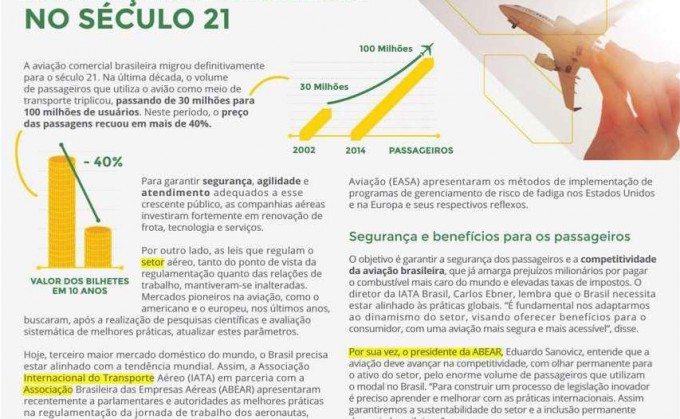 NO SÉCULO 21
A aviação comercial brasileira migrou definitivamente
para o século 21. Na última década, o volume
de passageiros que utiliza o avião como meio de
transporte triplicou, passando de 30 milhões para
100 milhões de usuários. Neste período, o preço
das passagens recuou em mais de 40%.
100 Milhões
30 Milhões
2002 2014 PASSAGEIROS
- 40%
VALOR DOS BILHETES
EM 10 ANOS
Para garantir segurança, agilidade e
atendimento adequados a esse
crescente público, as companhias aéreas
investiram fortemente em renovação de
frota, tecnologia e serviços.
Por outro lado, as leis que regulam o
setor aéreo, tanto do ponto de vista da
regulamentação quanto das relações de
trabalho, mantiveram-se inalteradas.
Mercados pioneiros na aviação, como o
americano e o europeu, nos últimos anos,
buscaram, após a realização de pesquisas científicas e avaliação
sistemática de melhores práticas, atualizar estes parâmetros.
Hoje, terceiro maior mercado doméstico do mundo, o Brasil precisa
estar alinhado com a tendência mundial. Assim, a Associação
Internacional do Transporte Aéreo (IATA) em parceria com a
Associação Brasileira das Empresas Aéreas (ABEAR) apresentaram
recentemente a parlamentares e autoridades as melhores práticas
na regulamentação da jornada de trabalho dos aeronautas,
Aviação (EASA) apresentaram os métodos de implementação de
programas de gerenciamento de risco de fadiga nos Estados Unidos
e na Europa e seus respectivos reflexos.
Segurança e benefícios para os passageiros
O objetivo é garantir a segurança dos passageiros e a competitividade
da aviação brasileira, que já amarga prejuízos milionários por pagar
o combustível mais caro do mundo e elevadas taxas de impostos. O
diretor da IATA Brasil, Carlos Ebner, lembra que o Brasil necessita
estar alinhado às práticas globais. “É fundamental nos adaptarmos
ao dinamismo do setor, visando oferecer benefícios para o
consumidor, com uma aviação mais segura e mais acessível”, disse.
Por sua vez, o presidente da ABEAR, Eduardo Sanovicz, entende que a
aviação deve avançar na competitividade, com olhar permanente para
o ativo do setor, pelo enorme volume de passageiros que utilizam
o modal no Brasil. “Para construir um processo de legislação inovador
é preciso aprender e melhorar com as práticas internacionais. Assim
garantiremos a sustentabilidade do setor e a inclusão permanente